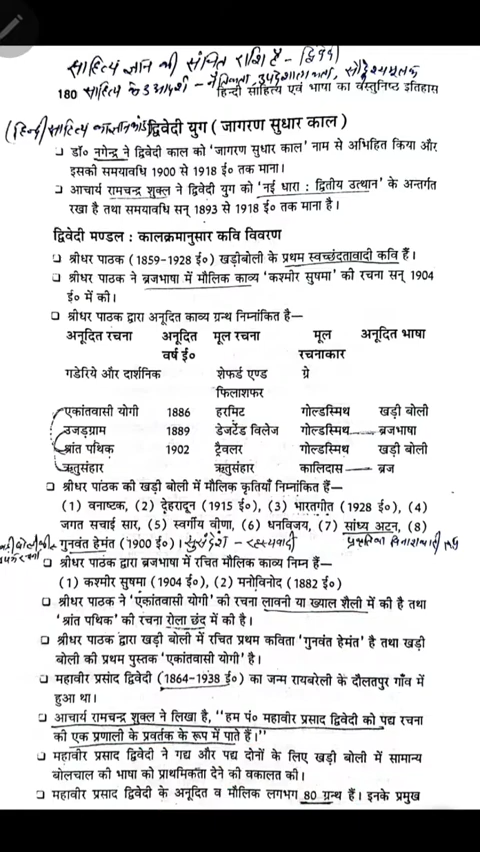 साहित्य ज्ञान की संचित राशि है - द्विवेदी
साहित्य के आदर्श - नैतिकता, उपदेशात्मकता, सोद्देश्यमूलक
180 हिन्दी साहित्य एवं भाषा का वस्तुनिष्ठ इतिहास
(हिन्दी साहित्य का ज्ञानकांड द्विवेदी युग (जागरण सुधार काल)
❑ डॉ० नगेन्द्र ने द्विवेदी काल को 'जागरण सुधार काल' नाम से अभिहित किया और
इसकी समयावधि 1900 से 1918 ई० तक माना।
❑ आचार्य रामचन्द्र शुक्ल ने द्विवेदी युग को 'नई धारा : द्वितीय उत्थान' के अन्तर्गत
रखा है तथा समयावधि सन् 1893 से 1918 ई० तक माना है।
द्विवेदी मण्डल : कालक्रमानुसार कवि विवरण
❑ श्रीधर पाठक (1859-1928 ई०) खड़ीबोली के प्रथम स्वच्छंदतावादी कवि हैं।
❑ श्रीधर पाठक ने ब्रजभाषा में मौलिक काव्य 'कश्मीर सुषमा' की रचना सन् 1904
ई० में की।
❑ श्रीधर पाठक द्वारा अनूदित काव्य ग्रन्थ निम्नांकित है—
अनूदित रचना अनूदित मूल रचना मूल अनूदित भाषा
वर्ष ई० रचनाकार
गडेरिये और दार्शनिक शेफर्ड एण्ड ग्रे
फिलाशफर
एकांतवासी योगी 1886 हरमिट गोल्डस्मिथ खड़ी बोली
उजड़ग्राम 1889 डेजर्टेड विलेज गोल्डस्मिथ ब्रजभाषा
श्रांत पथिक 1902 ट्रैवलर गोल्डस्मिथ खड़ी बोली
ऋतुसंहार ऋतुसंहार कालिदास ब्रज
❑ श्रीधर पाठक की खड़ी बोली में मौलिक कृतियाँ निम्नांकित हैं—
(1) वनाष्टक, (2) देहरादून (1915 ई०), (3) भारतगीत (1928 ई०), (4)
जगत सचाई सार, (5) स्वर्गीय वीणा, (6) धनविजय, (7) सांध्य अटन, (8)
गुनवंत हेमंत (1900 ई०)। सुसंदेश - रहस्यवादी
❑ श्रीधर पाठक द्वारा ब्रजभाषा में रचित मौलिक काव्य निम्न हैं—
(1) कश्मीर सुषमा (1904 ई०), (2) मनोविनोद (1882 ई०)
❑ श्रीधर पाठक ने 'एकांतवासी योगी' की रचना लावनी या ख्याल शैली में की है तथा
'श्रांत पथिक' की रचना रोला छंद में की है।
❑ श्रीधर पाठक द्वारा खड़ी बोली में रचित प्रथम कविता 'गुनवंत हेमंत' है तथा खड़ी
बोली की प्रथम पुस्तक 'एकांतवासी योगी' है।
❑ महावीर प्रसाद द्विवेदी (1864-1938 ई०) का जन्म रायबरेली के दौलतपुर गाँव में
हुआ था।
❑ आचार्य रामचन्द्र शुक्ल ने लिखा है, "हम पं० महावीर प्रसाद द्विवेदी को पद्य रचना
की एक प्रणाली के प्रवर्तक के रूप में पाते हैं।"
❑ महावीर प्रसाद द्विवेदी ने गद्य और पद्य दोनों के लिए खड़ी बोली में सामान्य
बोलचाल की भाषा को प्राथमिकता देने की वकालत की।
❑ महावीर प्रसाद द्विवेदी के अनूदित व मौलिक लगभग 80 ग्रन्थ हैं। इनके प्रमुख